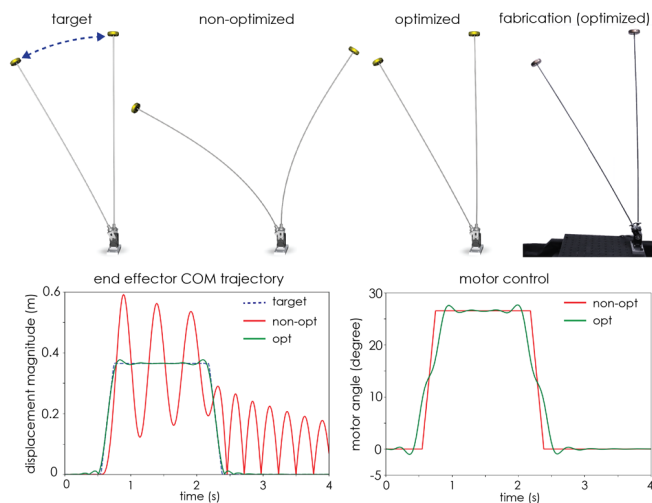 target
non-optimized
optimized
fabrication (optimized)
end effector COM trajectory
displacement magnitude (m)
0.6
0.4
0.2
0
target
non-opt
opt
0
1
2
3
4
time (s)
motor control
motor angle (degree)
30
20
10
0
-5
non-opt
opt
0
1
2
3
4
time (s)